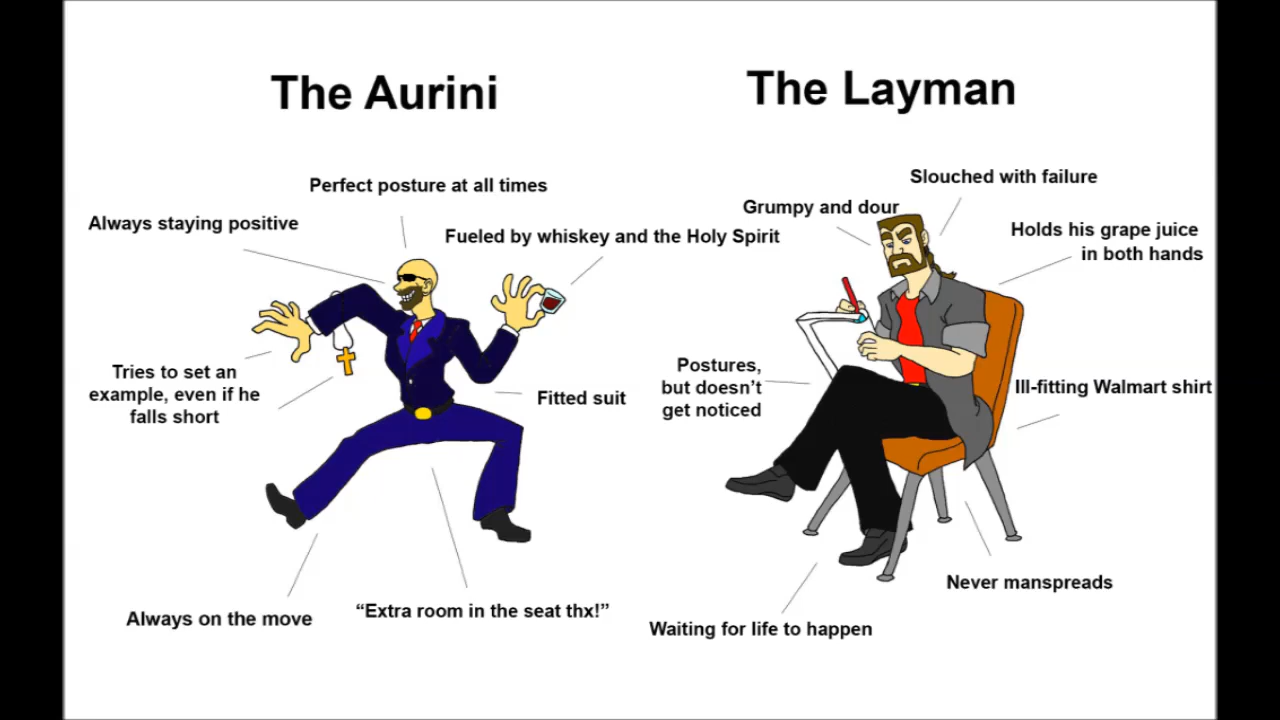 The Aurini
Perfect posture at all times
Always staying positive
Fueled by whiskey and the Holy Spirit
Tries to set an
example, even if he
falls short
Fitted suit
Always on the move
“Extra room in the seat thx!”
The Layman
Slouched with failure
Grumpy and dour
Holds his grape juice
in both hands
Postures,
but doesn’t
get noticed
Ill-fitting Walmart shirt
Never manspreads
Waiting for life to happen